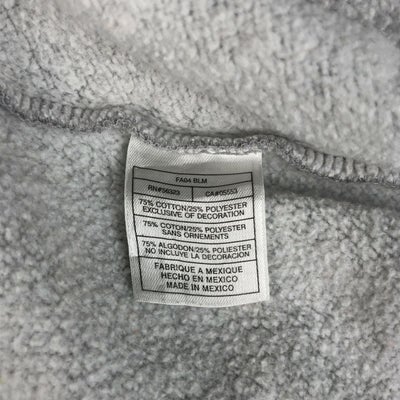 FA04 BLM
RN#56323 CA#05553
75% COTTON/25% POLYESTER
EXCLUSIVE OF DECORATION
75% COTTON/25% POLYESTER
SANS ORNEMENTS
75% ALGODON/25% POLIESTER
NO INCLUYE LA DECORACION
FABRIQUE A MEXIQUE
HECHO EN MEXICO
MADE IN MEXICO